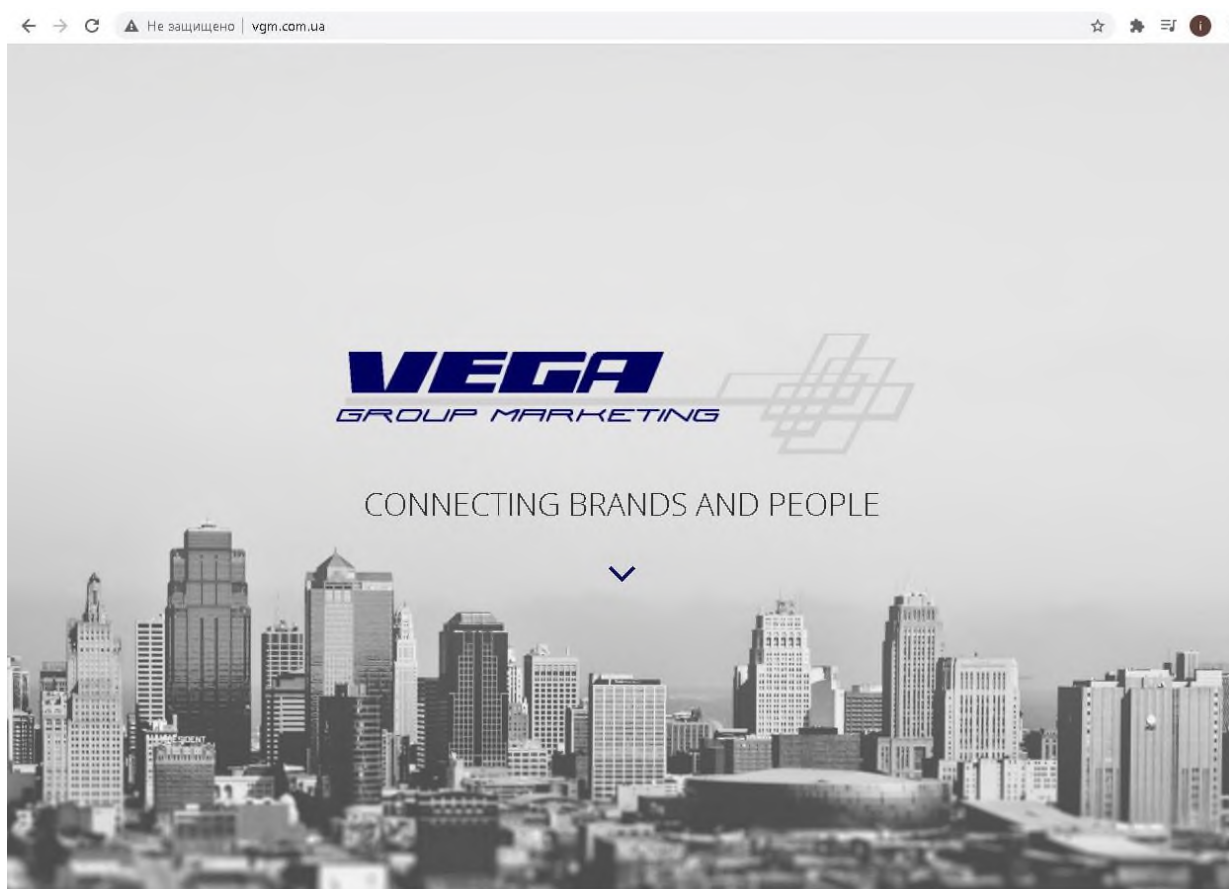 Не защищено | vgm.com.ua
VEGA
GROUP MARKETING
CONNECTING BRANDS AND PEOPLE